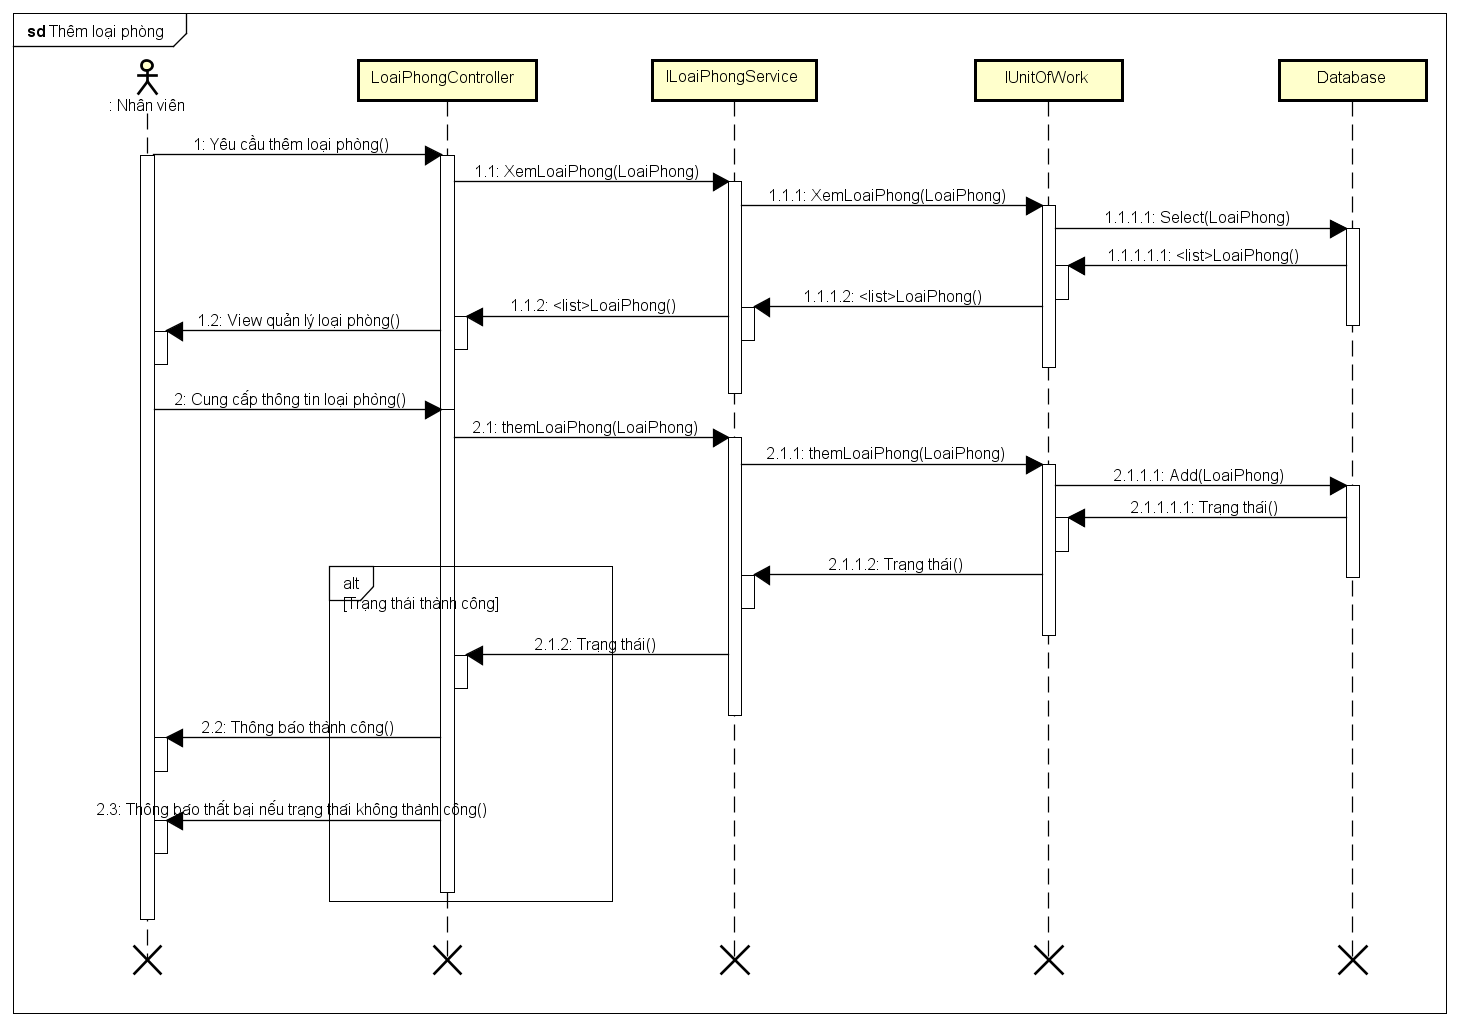 sd Thêm loại phòng
: Nhân viên
LoaiPhongController
ILoaiPhongService
IUnitOfWork
Database
1: Yêu cầu thêm loại phòng()
1.1: XemLoaiPhong(LoaiPhong)
1.1.1: XemLoaiPhong(LoaiPhong)
1.1.1.1: Select(LoaiPhong)
1.1.1.1.1: <list>LoaiPhong()
1.1.1.2: <list>LoaiPhong()
1.1.2: <list>LoaiPhong()
1.2: View quản lý loại phòng()
2: Cung cấp thông tin loại phòng()
2.1: themLoaiPhong(LoaiPhong)
2.1.1: themLoaiPhong(LoaiPhong)
2.1.1.1: Add(LoaiPhong)
2.1.1.1.1: Trạng thái()
2.1.1.2: Trạng thái()
alt
[Trạng thái thành công]
2.1.2: Trạng thái()
2.2: Thông báo thành công()
2.3: Thông báo thất bại nếu trạng thái không thành công()